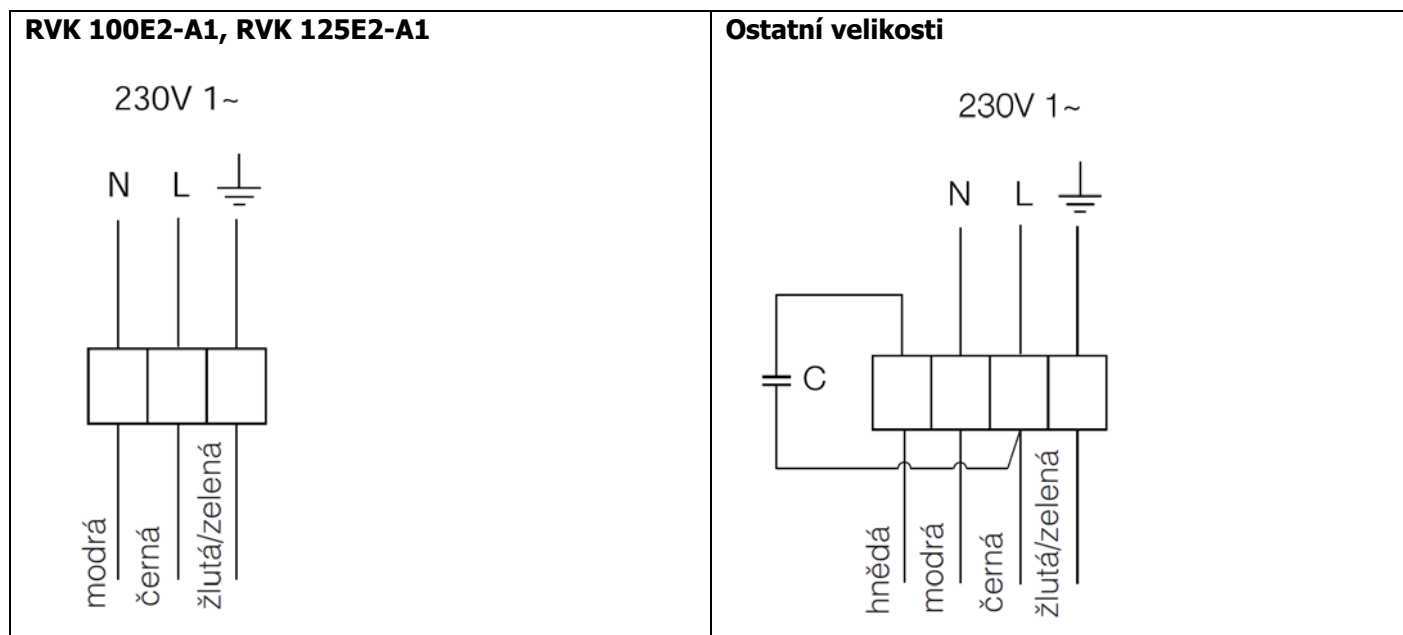 RVK 100E2-A1, RVK 125E2-A1
230V 1~
N L
modrá
černá
žlutá/zelená
Ostatní velikosti
230V 1~
N L
C
hnědá
modrá
černá
žlutá/zelená